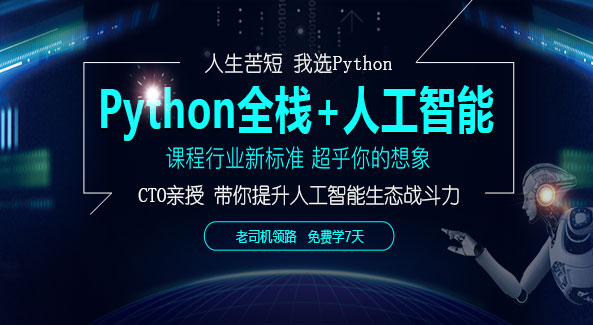 人生苦短 我选Python
Python全栈+人工智能
课程行业新标准 超乎你的想象
CTO亲授 带你提升人工智能生态战斗力
老司机领路 免费学7天